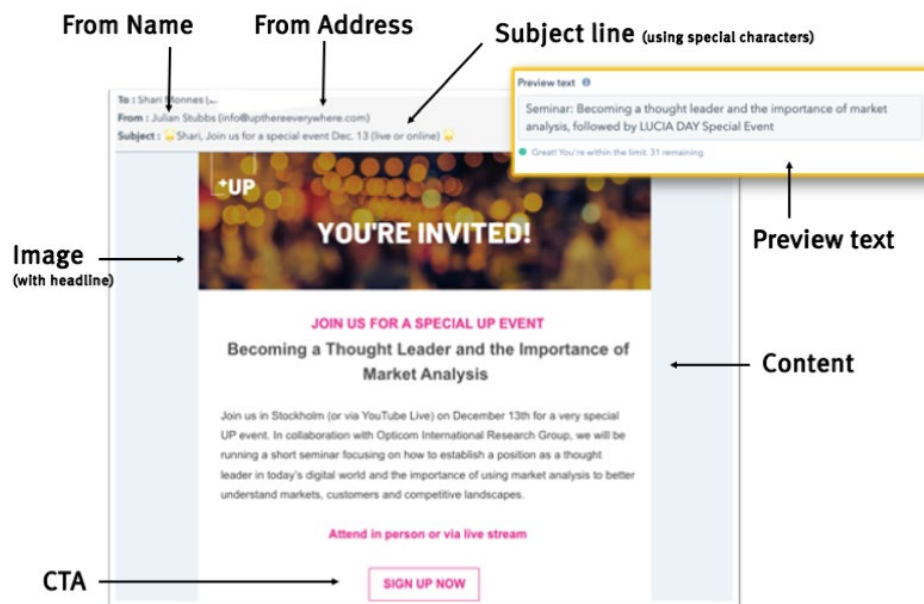 From Name
From Address
Subject line (using special characters)
To : Shari Monnes
From : Julian Stubbs (info@upthereeverywhere.com)
Subject : Shari, Join us for a special event Dec. 13 (live or online)
Preview text
Seminar: Becoming a thought leader and the importance of market
analysis, followed by LUCIA DAY Special Event
Great! You're within the limit. 31 remaining
Preview text
+UP
YOU'RE INVITED!
Image
(with headline)
JOIN US FOR A SPECIAL UP EVENT
Becoming a Thought Leader and the Importance of
Market Analysis
Content
Join us in Stockholm (or via YouTube Live) on December 13th for a very special
UP event. In collaboration with Opticom International Research Group, we will be
running a short seminar focusing on how to establish a position as a thought
leader in today's digital world and the importance of using market analysis to better
understand markets, customers and competitive landscapes.
Attend in person or via live stream
CTA
SIGN UP NOW